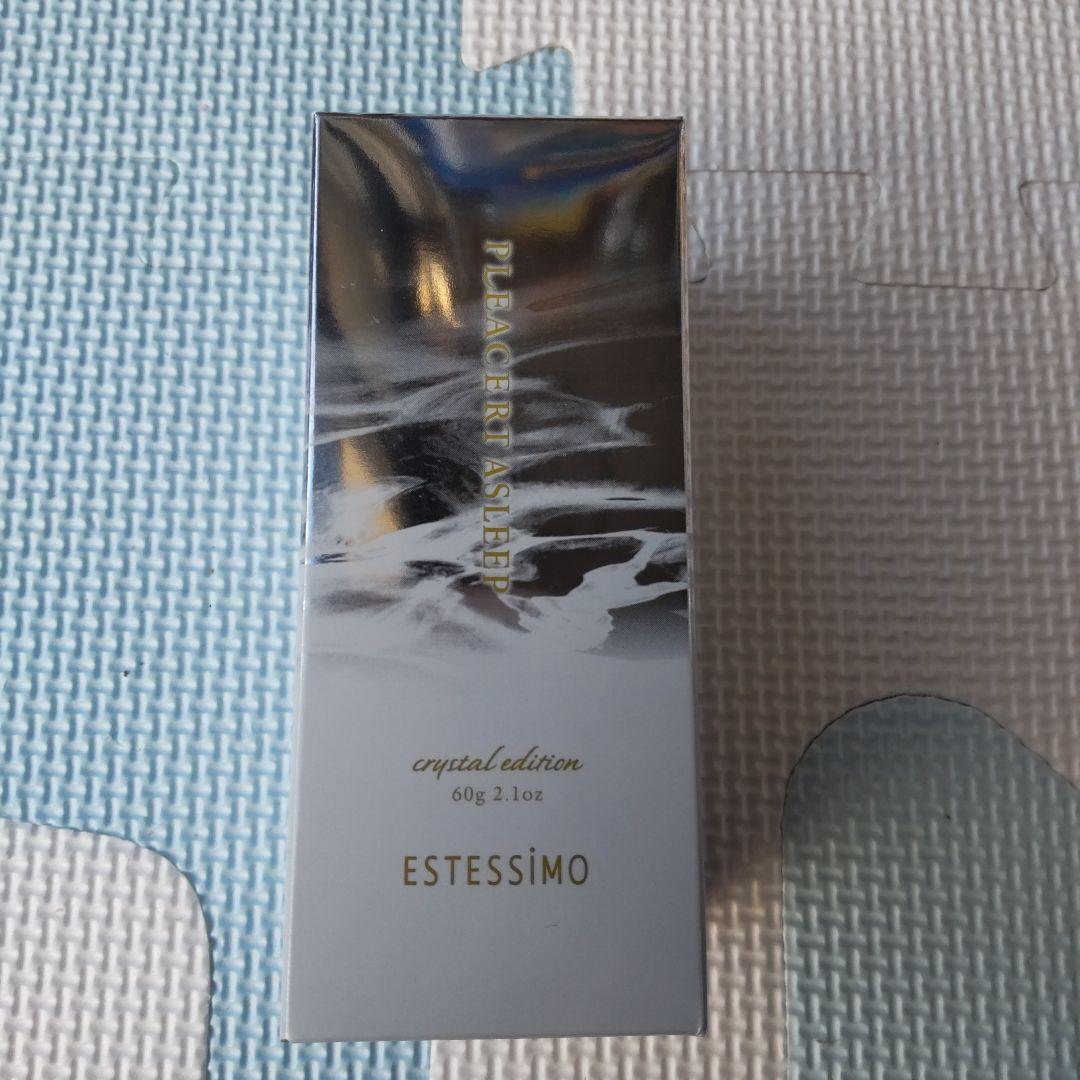 PLEACERT ASLEEP
crystal edition
60g 2.1oz
ESTESSiMO